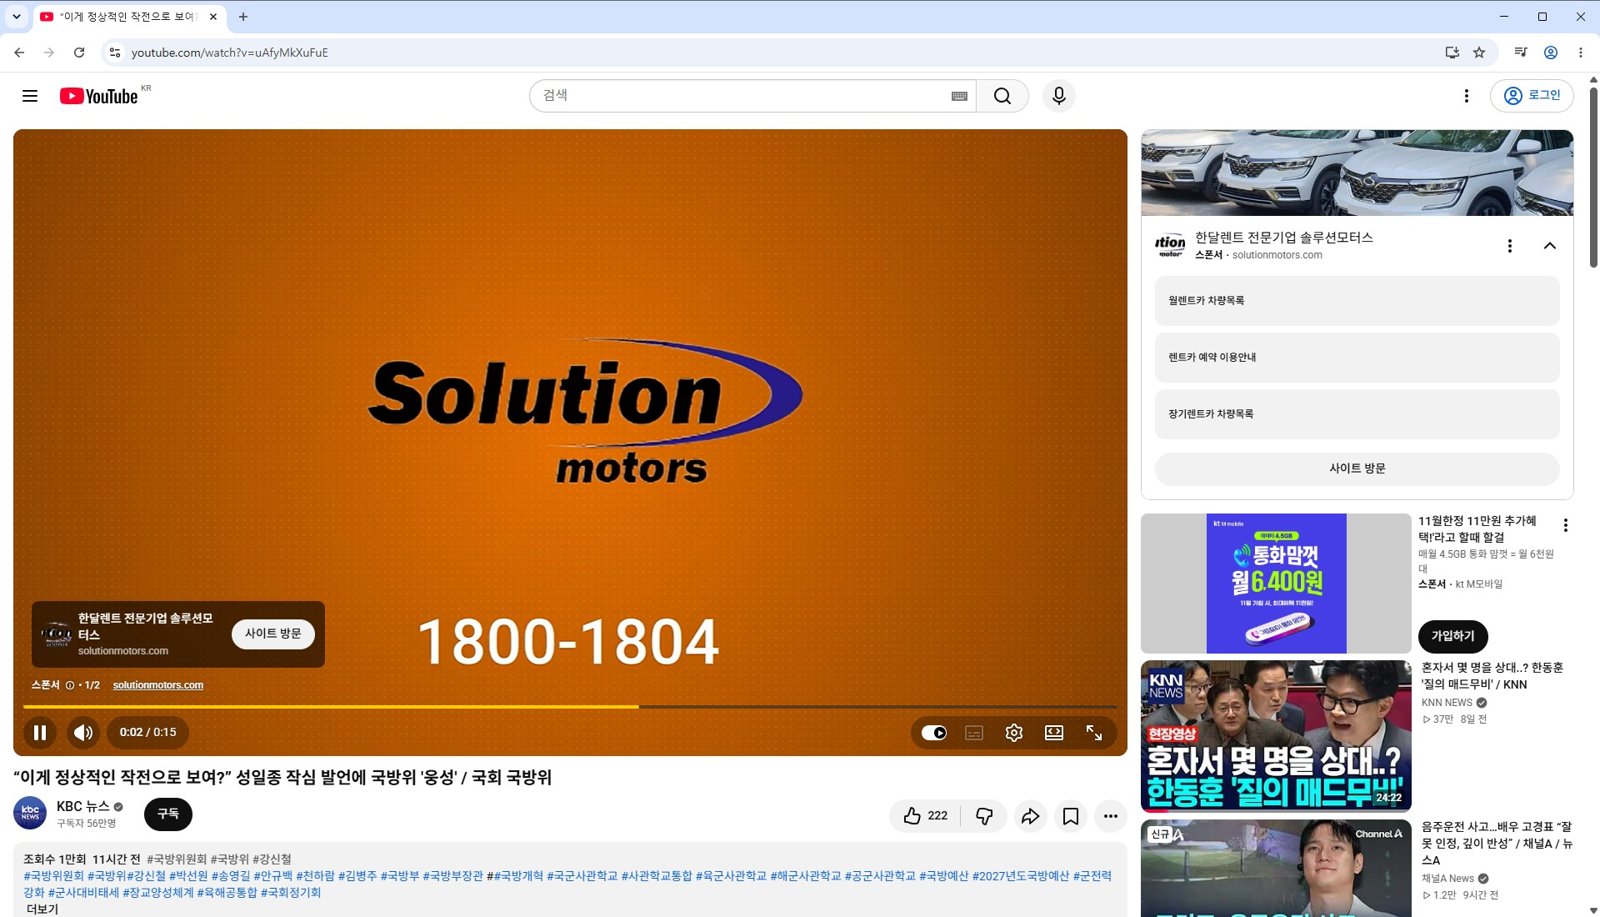 “이게 정상적인 작전으로 보여?
youtube.com/watch?v=uAfyMkXuFuE
YouTube KR
검색
로그인
Solution
motors
1800-1804
한달렌트 전문기업 솔루션모
터스
solutionmotors.com
사이트 방문
스폰서 · 1/2 solutionmotors.com
0:02 / 0:15
“이게 정상적인 작전으로 보여?” 성일종 작심 발언에 국방위 '웅성' / 국회 국방위
kbc NEWS
KBC 뉴스
구독자 56만명
구독
222
조회수 1만회 11시간 전 #국방위원회 #국방위 #강신철
#국방위원회 #국방위#강신철 #박선원 #송영길 #안규백 #천하람 #김병주 #국방부 #국방부장관 ##국방개혁 #국군사관학교 #사관학교통합 #육군사관학교 #해군사관학교 #공군사관학교 #국방예산 #2027년도국방예산 #군전력
강화 #군사대비태세 #장교양성체계 #육해공통합 #국회정기회
더보기
ition
motor
한달렌트 전문기업 솔루션모터스
스폰서 · solutionmotors.com
월렌트카 차량목록
렌트카 예약 이용안내
장기렌트카 차량목록
사이트 방문
kt M mobile
데이터 4.5GB
통화맘껏
월6,400원
11월한정 11만원 추가혜
택!'라고 할때 할걸
매월 4.5GB 통화 맘껏 = 월 6천원
대
스폰서 · kt M모바일
가입하기
KNN
NEWS
현장영상
혼자서 몇 명을 상대..?
한동훈 '질의 매드무비'
24:22
혼자서 몇 명을 상대..? 한동훈
'질의 매드무비' / KNN
KNN NEWS
37만 8일 전
신규
Channel A
음주운전 사고…배우 고경표 “잘
못 인정, 깊이 반성” / 채널A / 뉴
스A
채널A News
1.2만 9시간 전